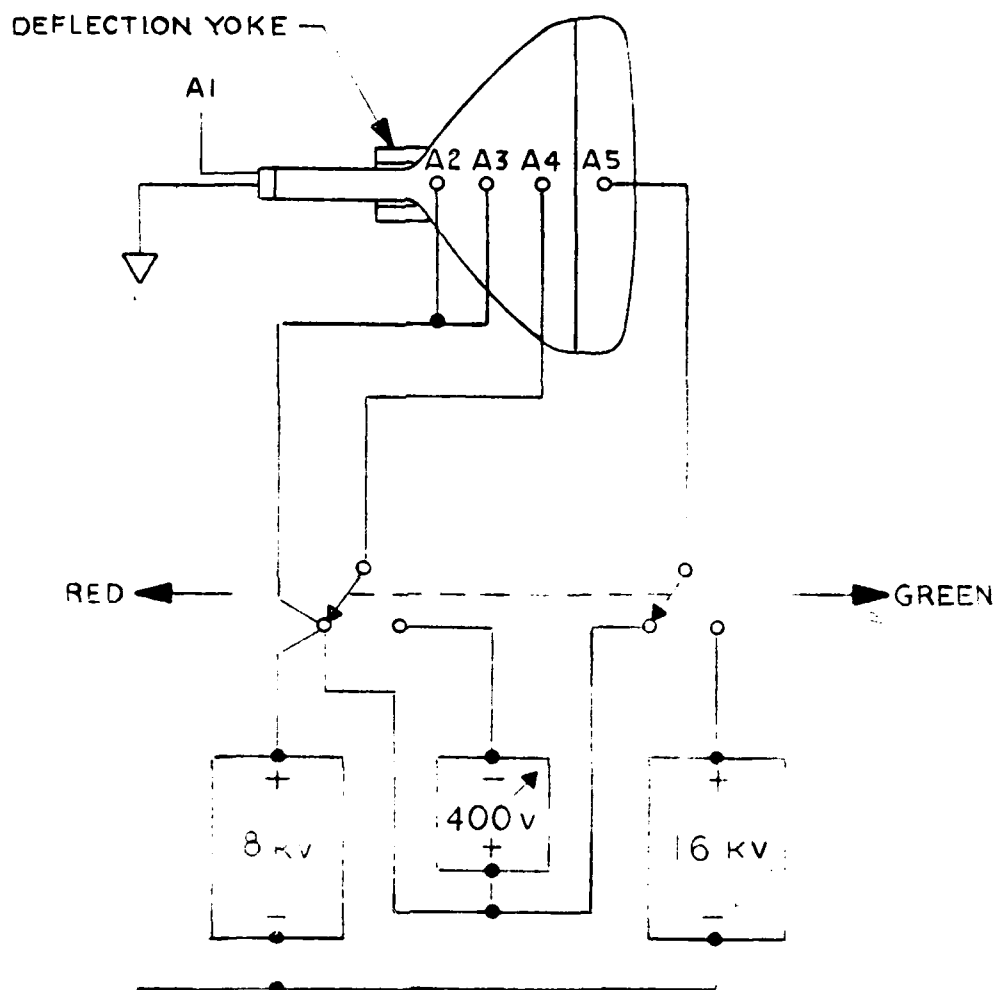 DEFLECTION YOKE
A1
A2 A3 A4 A5
RED
GREEN
+ − +
400 V
8 KV
16 KV
+
− −